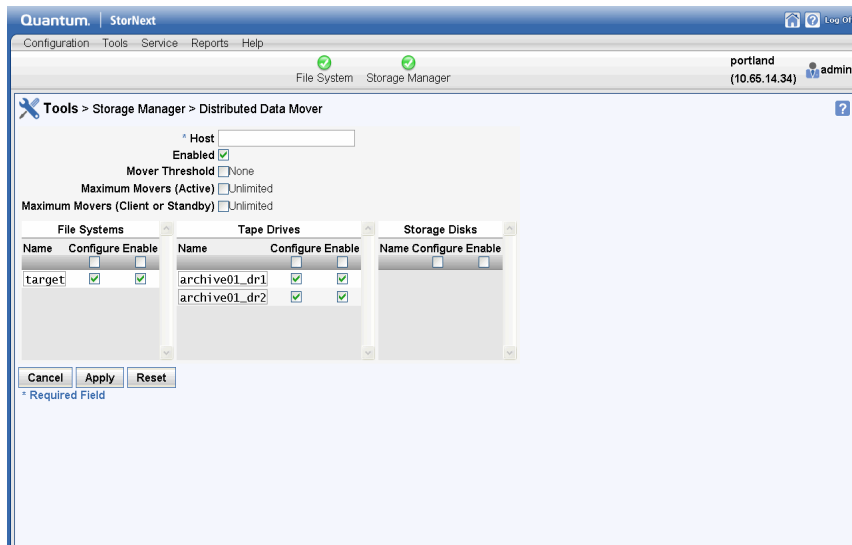 Quantum. StorNext Log Of
Configuration Tools Service Reports Help
File System Storage Manager
portland
(10.65.14.34) admin
Tools > Storage Manager > Distributed Data Mover
* Host
Enabled
Mover Threshold None
Maximum Movers (Active) Unlimited
Maximum Movers (Client or Standby) Unlimited
File Systems Tape Drives Storage Disks
Name Configure Enable Name Configure Enable Name Configure Enable
target archive01_dr1
archive01_dr2
Cancel Apply Reset
* Required Field